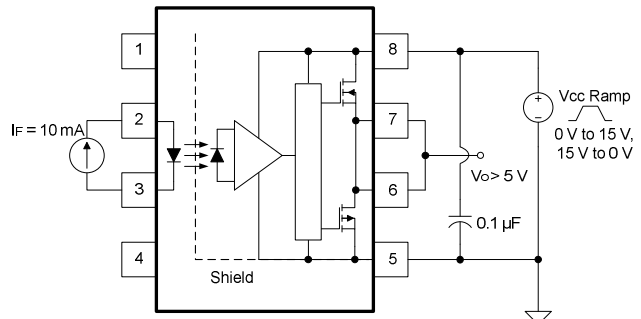 1
8
2
7
IF = 10 mA
3
6
4
5
Shield
VO > 5 V
0.1 µF
+
−
Vcc Ramp
0 V to 15 V,
15 V to 0 V